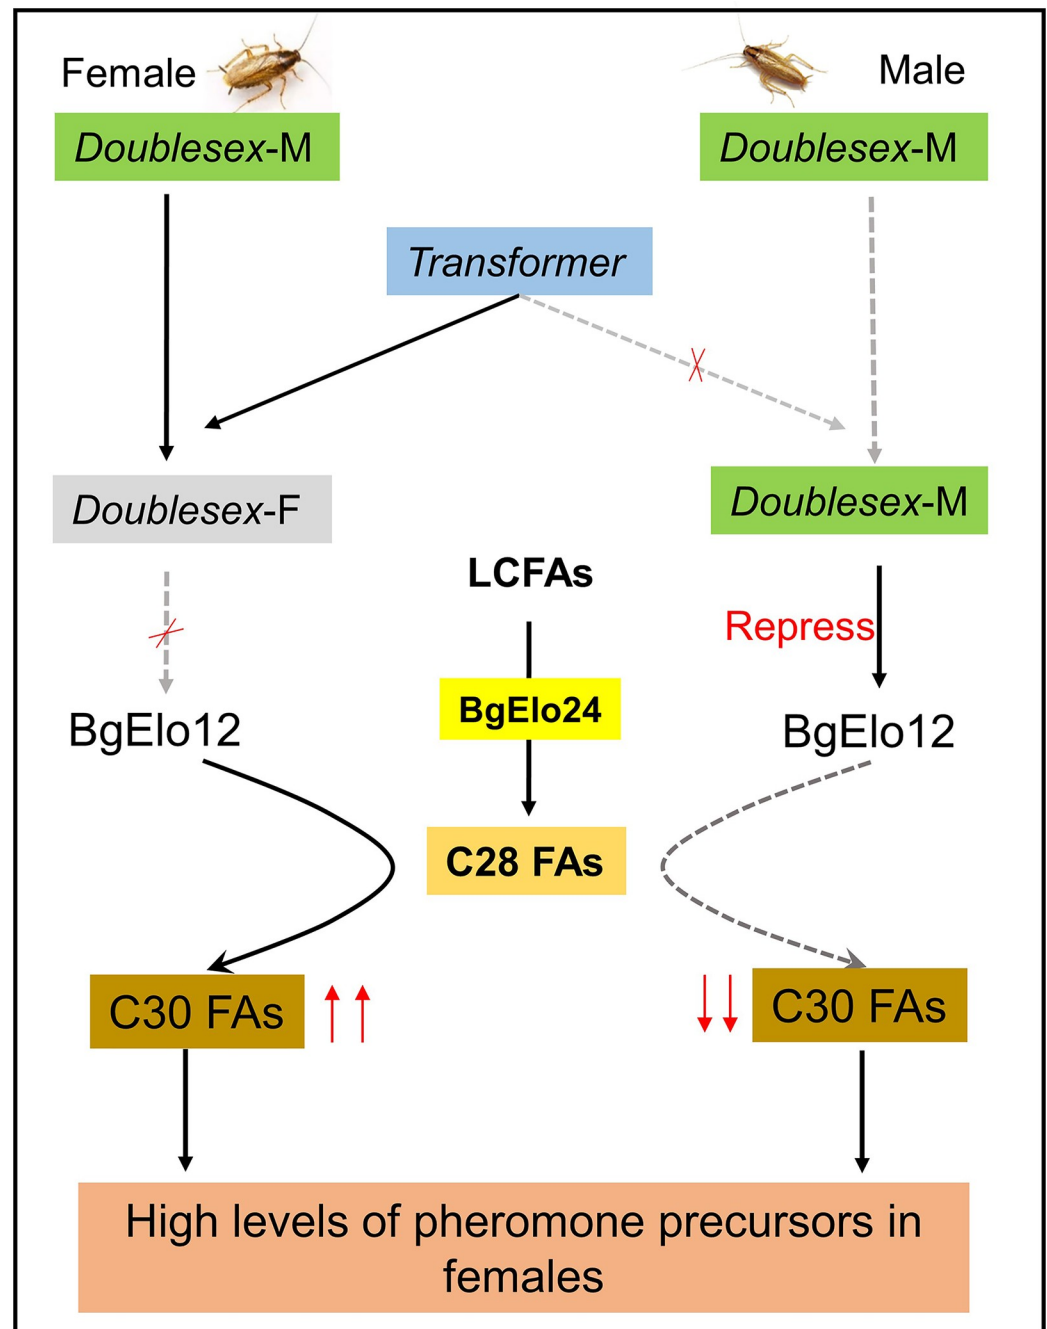 Female
Male
Doublesex-M
Doublesex-M
Transformer
Doublesex-F
Doublesex-M
LCFAs
Repress
BgElo24
BgElo12
BgElo12
C28 FAs
C30 FAs
C30 FAs
High levels of pheromone precursors in
females